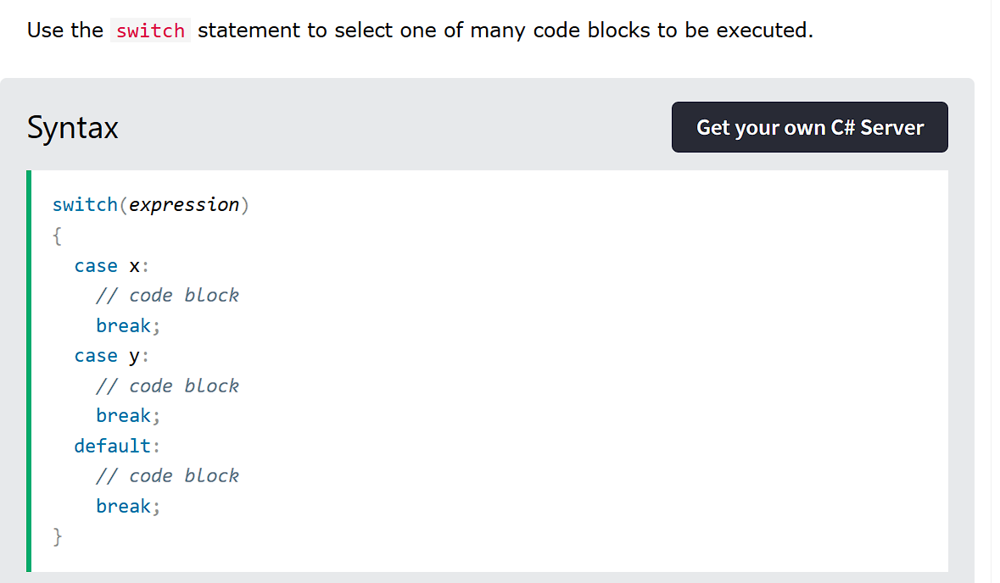 Use the switch statement to select one of many code blocks to be executed.
Syntax
Get your own C# Server
switch(expression)
{
  case x:
    // code block
    break;
  case y:
    // code block
    break;
  default:
    // code block
    break;
}